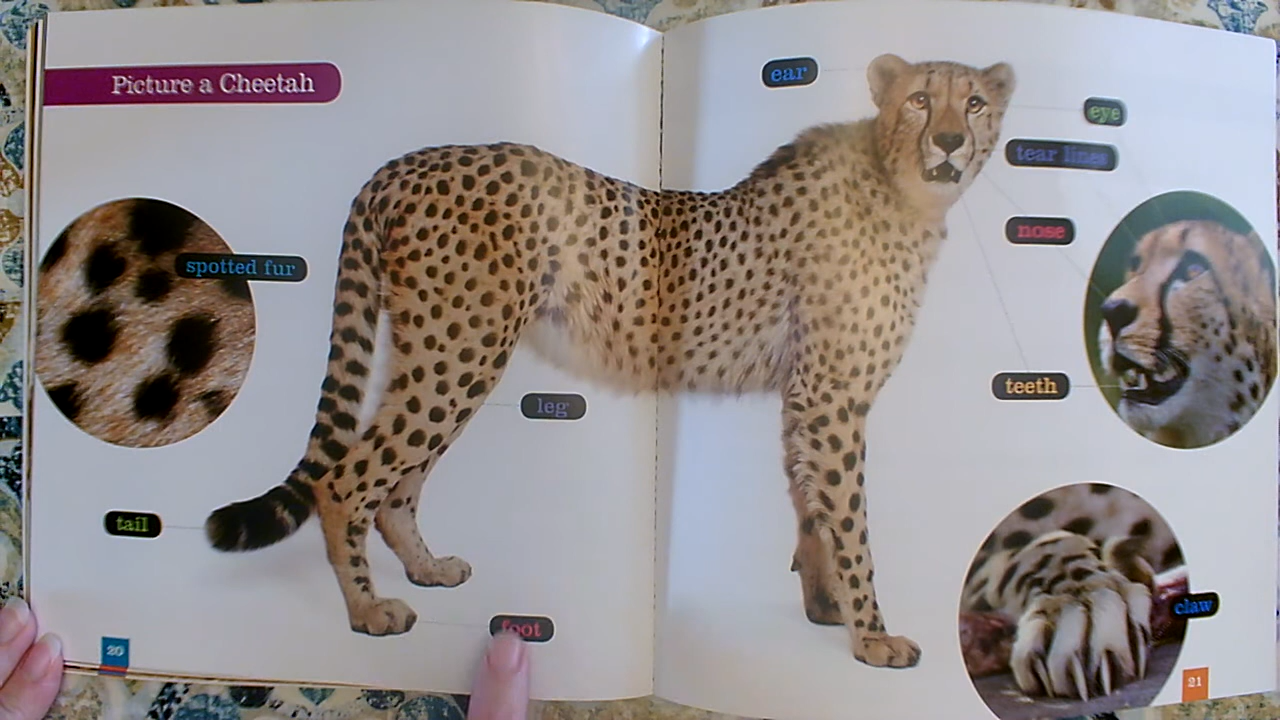 Picture a Cheetah
spotted fur
leg
tail
foot
20
ear
eye
tear lines
nose
teeth
claw
21